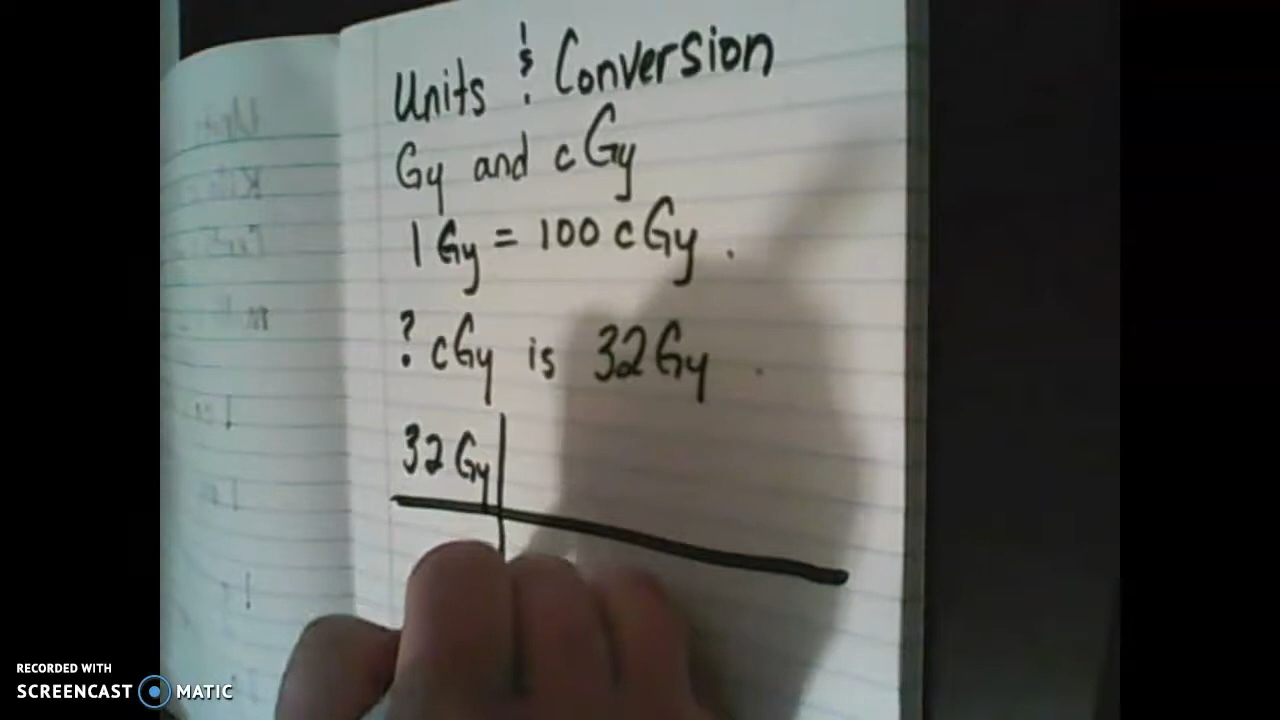 Units & Conversion
Gy and cGy
1 Gy = 100 cGy.
? cGy is 32 Gy.
32 Gy
RECORDED WITH
SCREENCAST MATIC